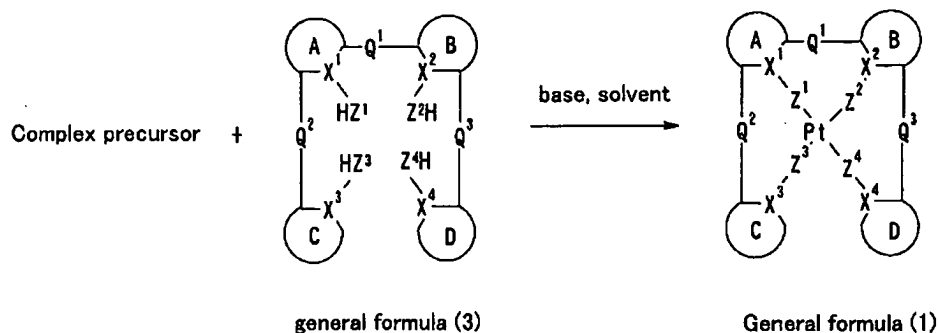 A Q¹ B A Q¹ B
X¹ X² X¹ X²
HZ¹ Z²H base, solvent Z¹ Z²
Complex precursor + Q² Q³ Q² Pt Q³
HZ³ Z⁴H Z³ Z⁴
X³ X⁴ X³ X⁴
C D C D
general formula (3) General formula (1)